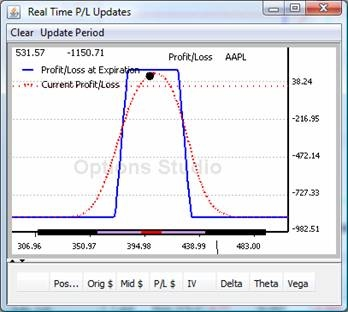 Real Time P/L Updates
Clear Update Period
531.57 -1150.71 Profit/Loss AAPL
Profit/Loss at Expiration
Current Profit/Loss
38.24
-216.95
-472.14
-727.33
-982.51
Options Studio
306.96 350.97 394.98 438.99 483.00
Pos... Orig $ Mid $ P/L $ IV Delta Theta Vega